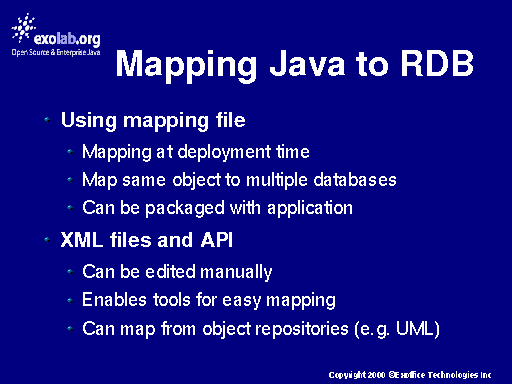 exolab.org
Open Source & Enterprise Java
Mapping Java to RDB
Using mapping file
Mapping at deployment time
Map same object to multiple databases
Can be packaged with application
XML files and API
Can be edited manually
Enables tools for easy mapping
Can map from object repositories (e.g. UML)
Copyright 2000 ©Exoffice Technologies Inc